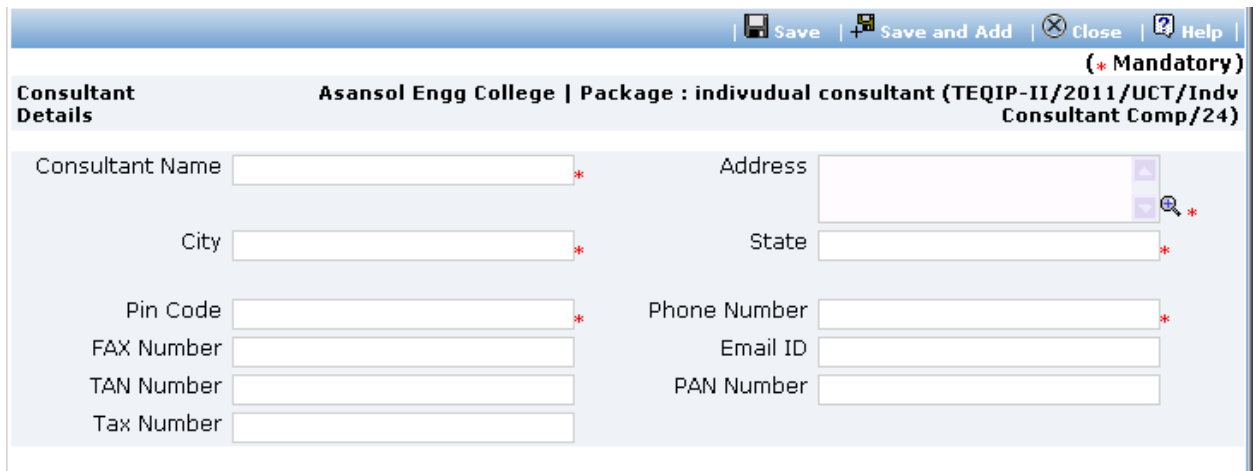 | Save | Save and Add | Close | Help |
(* Mandatory)
Consultant Details
Asansol Engg College | Package : indivudual consultant (TEQIP-II/2011/UCT/Indv
Consultant Comp/24)
Consultant Name * Address *
City * State *
Pin Code * Phone Number *
FAX Number Email ID
TAN Number PAN Number
Tax Number